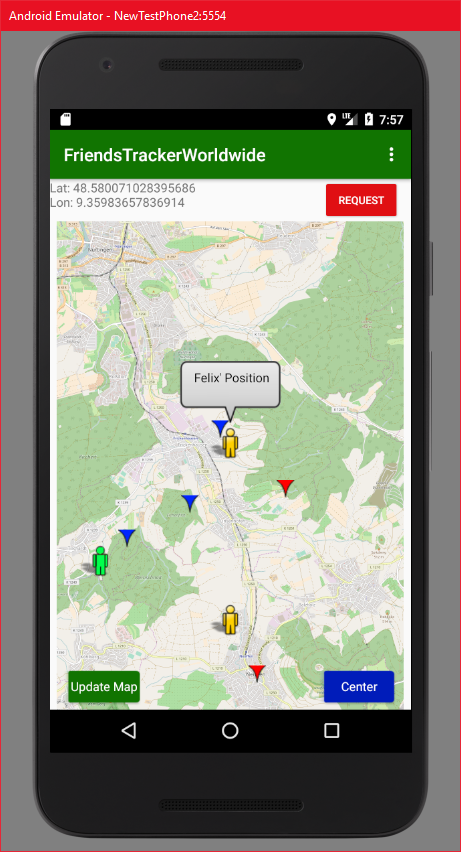 Android Emulator - NewTestPhone2:5554
LTE
7:57
FriendsTrackerWorldwide
Lat: 48.580071028395686
Lon: 9.35983657836914
REQUEST
Felix' Position
Update Map
Center